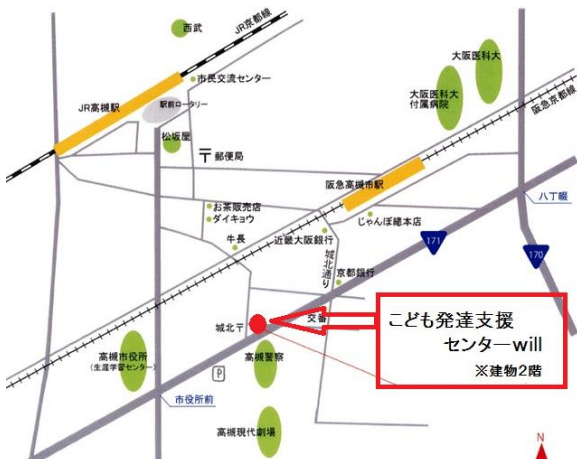 西武
JR京都線
市民交流センター
JR高槻駅
駅前ロータリー
松坂屋
〒郵便局
大阪医科大
大阪医科大
付属病院
阪急京都線
阪急高槻市駅
八丁畷
お茶販売店
ダイキョウ
牛長
近畿大阪銀行
じゃんぼ總本店
城北通り
京都銀行
171
170
交番
城北〒
こども発達支援
センターwill
※建物2階
高槻市役所
(生涯学習センター)
高槻警察
P
市役所前
高槻現代劇場
N